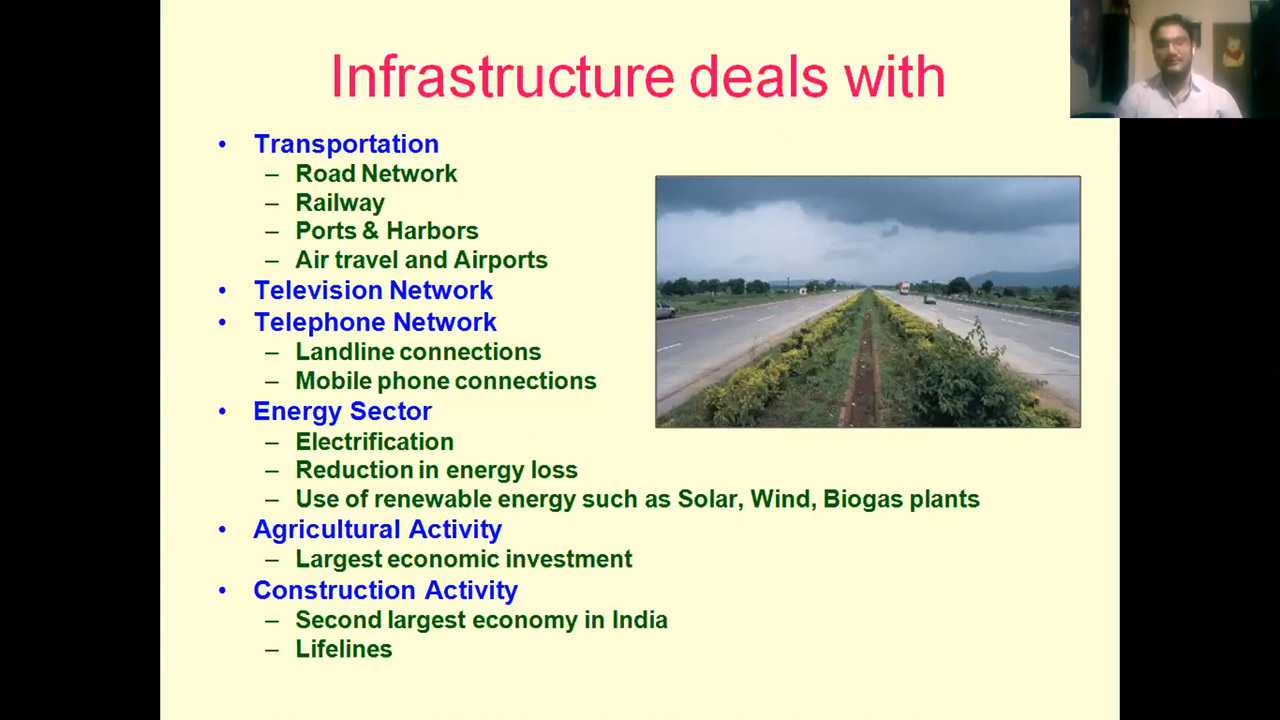 Infrastructure deals with
• Transportation
– Road Network
– Railway
– Ports & Harbors
– Air travel and Airports
• Television Network
• Telephone Network
– Landline connections
– Mobile phone connections
• Energy Sector
– Electrification
– Reduction in energy loss
– Use of renewable energy such as Solar, Wind, Biogas plants
• Agricultural Activity
– Largest economic investment
• Construction Activity
– Second largest economy in India
– Lifelines